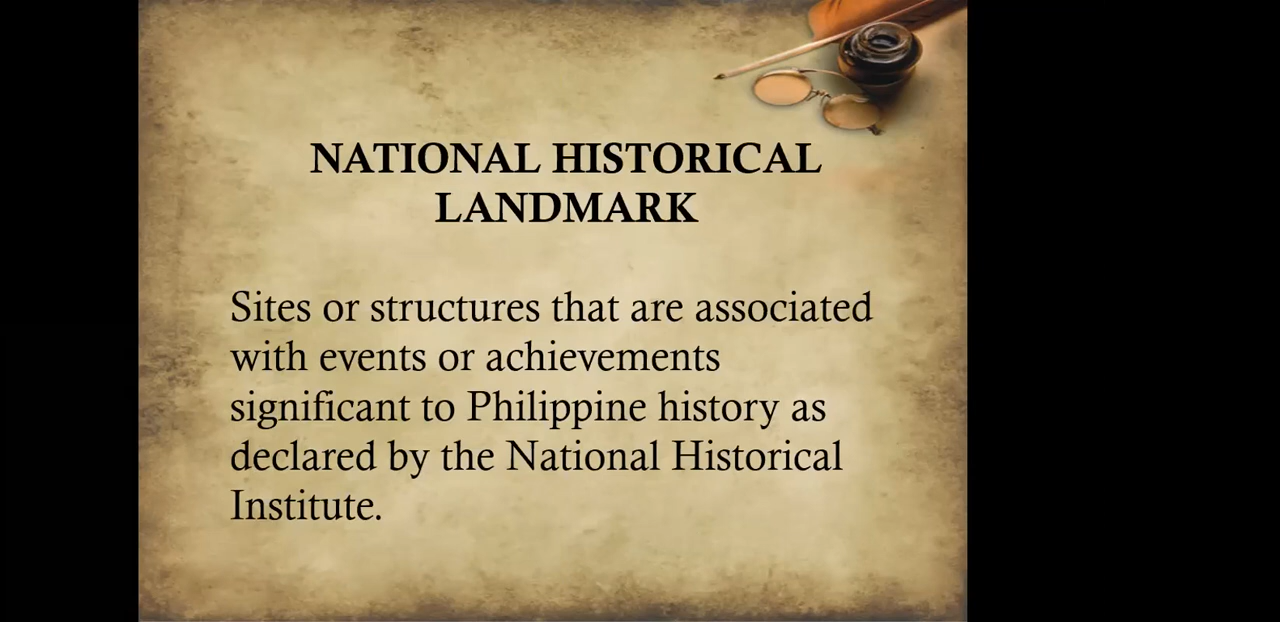 NATIONAL HISTORICAL
LANDMARK
Sites or structures that are associated
with events or achievements
significant to Philippine history as
declared by the National Historical
Institute.